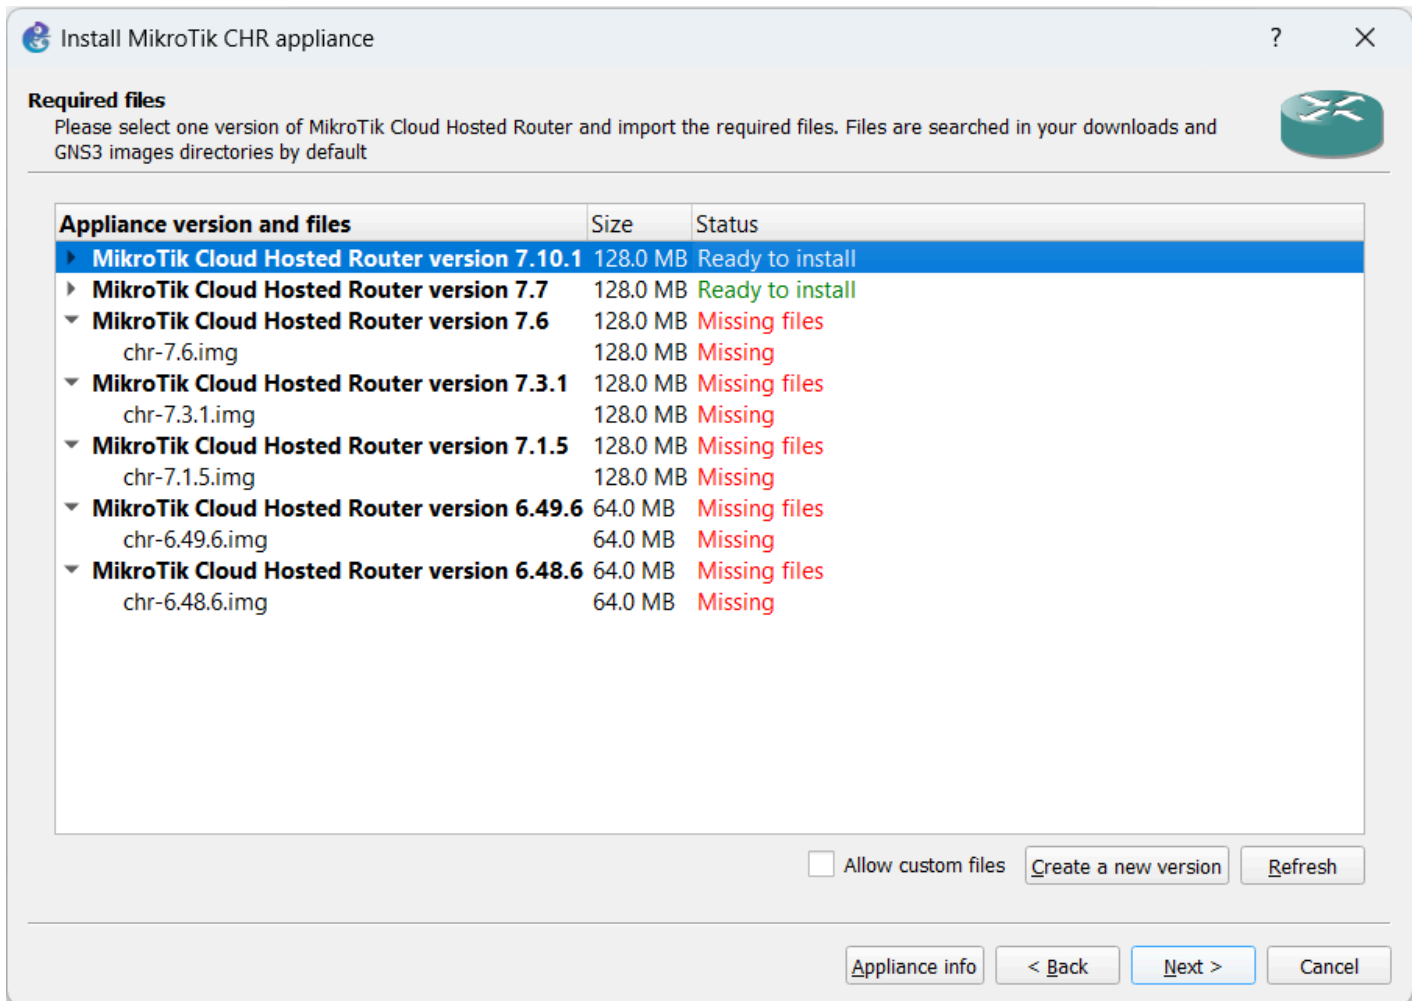 Install MikroTik CHR appliance ? ×
Required files
Please select one version of MikroTik Cloud Hosted Router and import the required files. Files are searched in your downloads and
GNS3 images directories by default
Appliance version and files Size Status
MikroTik Cloud Hosted Router version 7.10.1 128.0 MB Ready to install
MikroTik Cloud Hosted Router version 7.7 128.0 MB Ready to install
MikroTik Cloud Hosted Router version 7.6 128.0 MB Missing files
chr-7.6.img 128.0 MB Missing
MikroTik Cloud Hosted Router version 7.3.1 128.0 MB Missing files
chr-7.3.1.img 128.0 MB Missing
MikroTik Cloud Hosted Router version 7.1.5 128.0 MB Missing files
chr-7.1.5.img 128.0 MB Missing
MikroTik Cloud Hosted Router version 6.49.6 64.0 MB Missing files
chr-6.49.6.img 64.0 MB Missing
MikroTik Cloud Hosted Router version 6.48.6 64.0 MB Missing files
chr-6.48.6.img 64.0 MB Missing
Allow custom files Create a new version Refresh
Appliance info < Back Next > Cancel